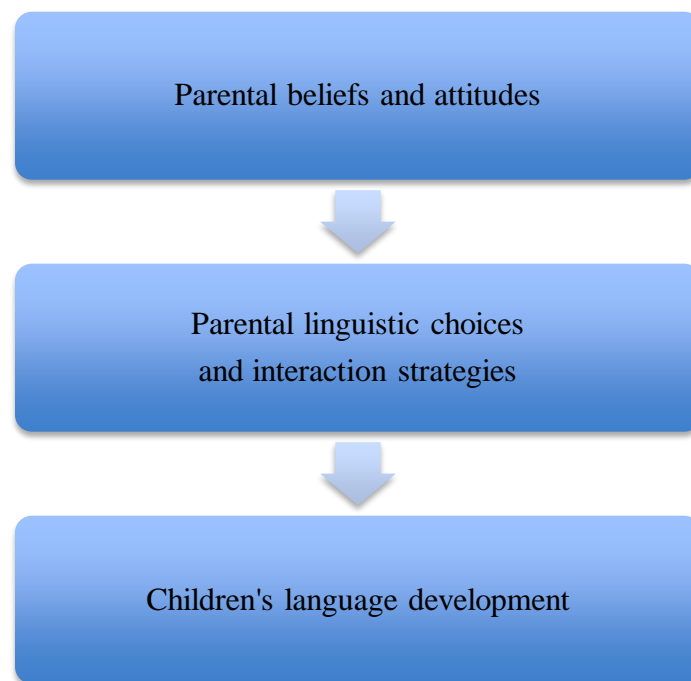 Parental beliefs and attitudes
Parental linguistic choices
and interaction strategies
Children's language development